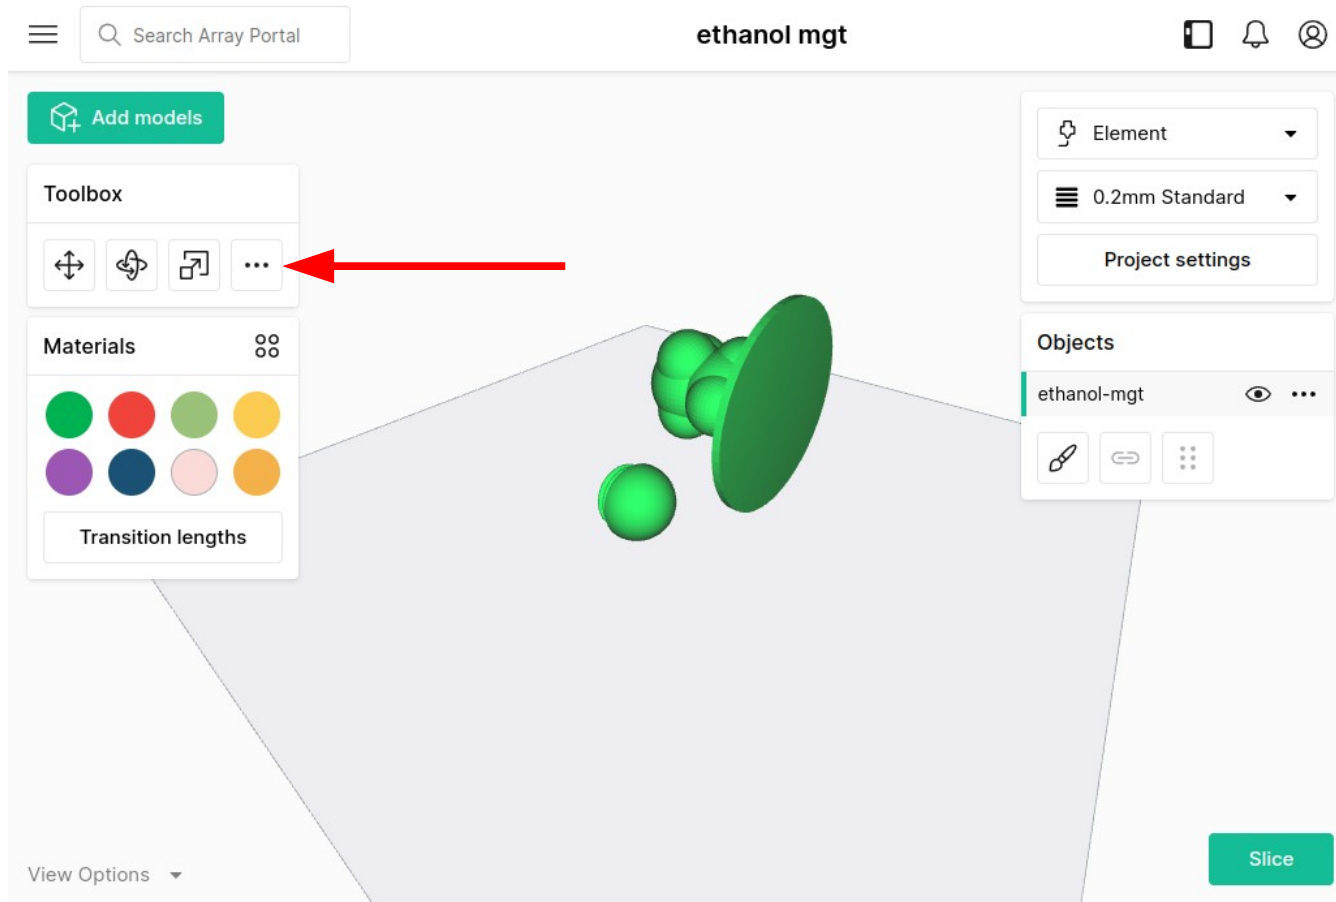 Search Array Portal
ethanol mgt
Add models
Toolbox
Materials
Transition lengths
View Options
Element
0.2mm Standard
Project settings
Objects
ethanol-mgt
Slice